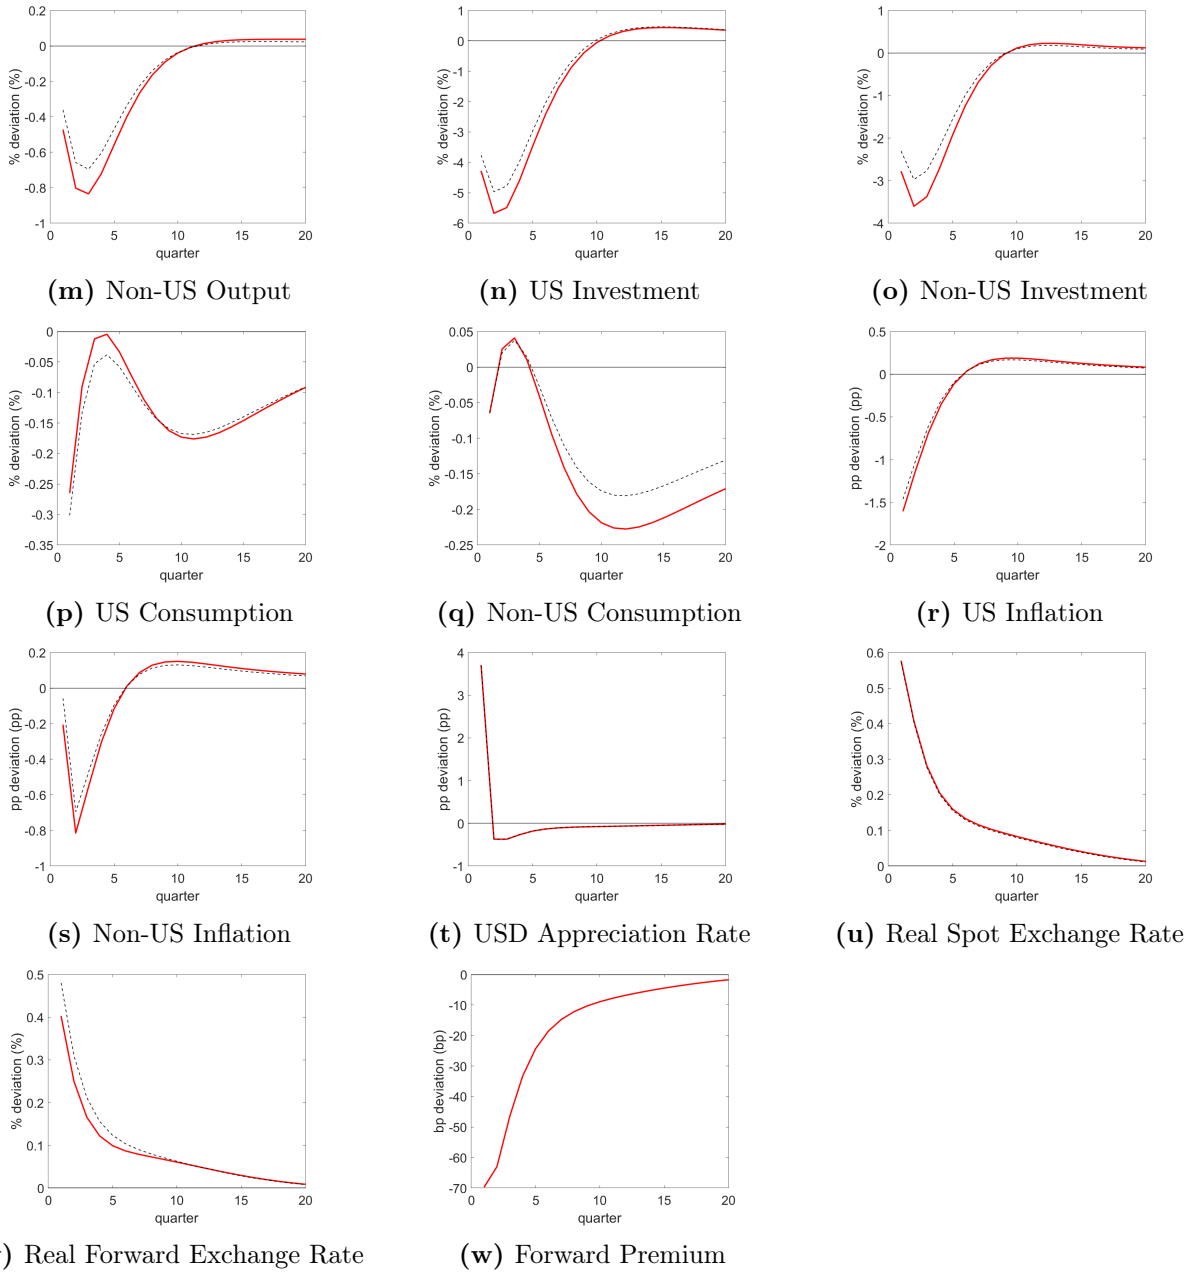 0.2
0
-0.2
-0.4
-0.6
-0.8
-1
% deviation (%)
0 5 10 15 20
quarter
(m) Non-US Output
1
0
-1
-2
-3
-4
-5
-6
% deviation (%)
0 5 10 15 20
quarter
(n) US Investment
1
0
-1
-2
-3
-4
% deviation (%)
0 5 10 15 20
quarter
(o) Non-US Investment
0
-0.05
-0.1
-0.15
-0.2
-0.25
-0.3
-0.35
% deviation (%)
0 5 10 15 20
quarter
(p) US Consumption
0.05
0
-0.05
-0.1
-0.15
-0.2
-0.25
% deviation (%)
0 5 10 15 20
quarter
(q) Non-US Consumption
0.5
0
-0.5
-1
-1.5
-2
pp deviation (pp)
0 5 10 15 20
quarter
(r) US Inflation
0.2
0
-0.2
-0.4
-0.6
-0.8
-1
pp deviation (pp)
0 5 10 15 20
quarter
(s) Non-US Inflation
4
3
2
1
0
-1
pp deviation (pp)
0 5 10 15 20
quarter
(t) USD Appreciation Rate
0.6
0.5
0.4
0.3
0.2
0.1
0
% deviation (%)
0 5 10 15 20
quarter
(u) Real Spot Exchange Rate
0.5
0.4
0.3
0.2
0.1
0
% deviation (%)
0 5 10 15 20
quarter
) Real Forward Exchange Rate
0
-10
-20
-30
-40
-50
-60
-70
bp deviation (bp)
0 5 10 15 20
quarter
(w) Forward Premium